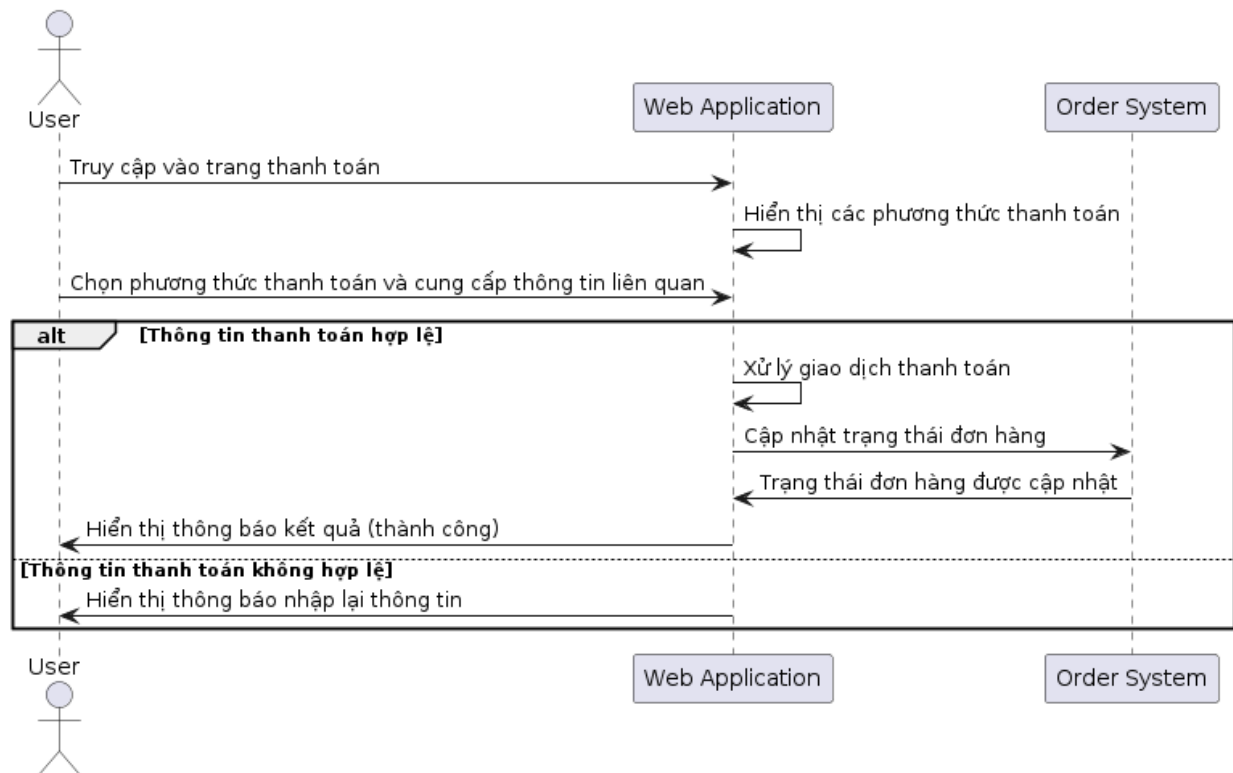 User
Web Application
Order System
Truy cập vào trang thanh toán
Hiển thị các phương thức thanh toán
Chọn phương thức thanh toán và cung cấp thông tin liên quan
alt
[Thông tin thanh toán hợp lệ]
Xử lý giao dịch thanh toán
Cập nhật trạng thái đơn hàng
Trạng thái đơn hàng được cập nhật
Hiển thị thông báo kết quả (thành công)
[Thông tin thanh toán không hợp lệ]
Hiển thị thông báo nhập lại thông tin
User
Web Application
Order System